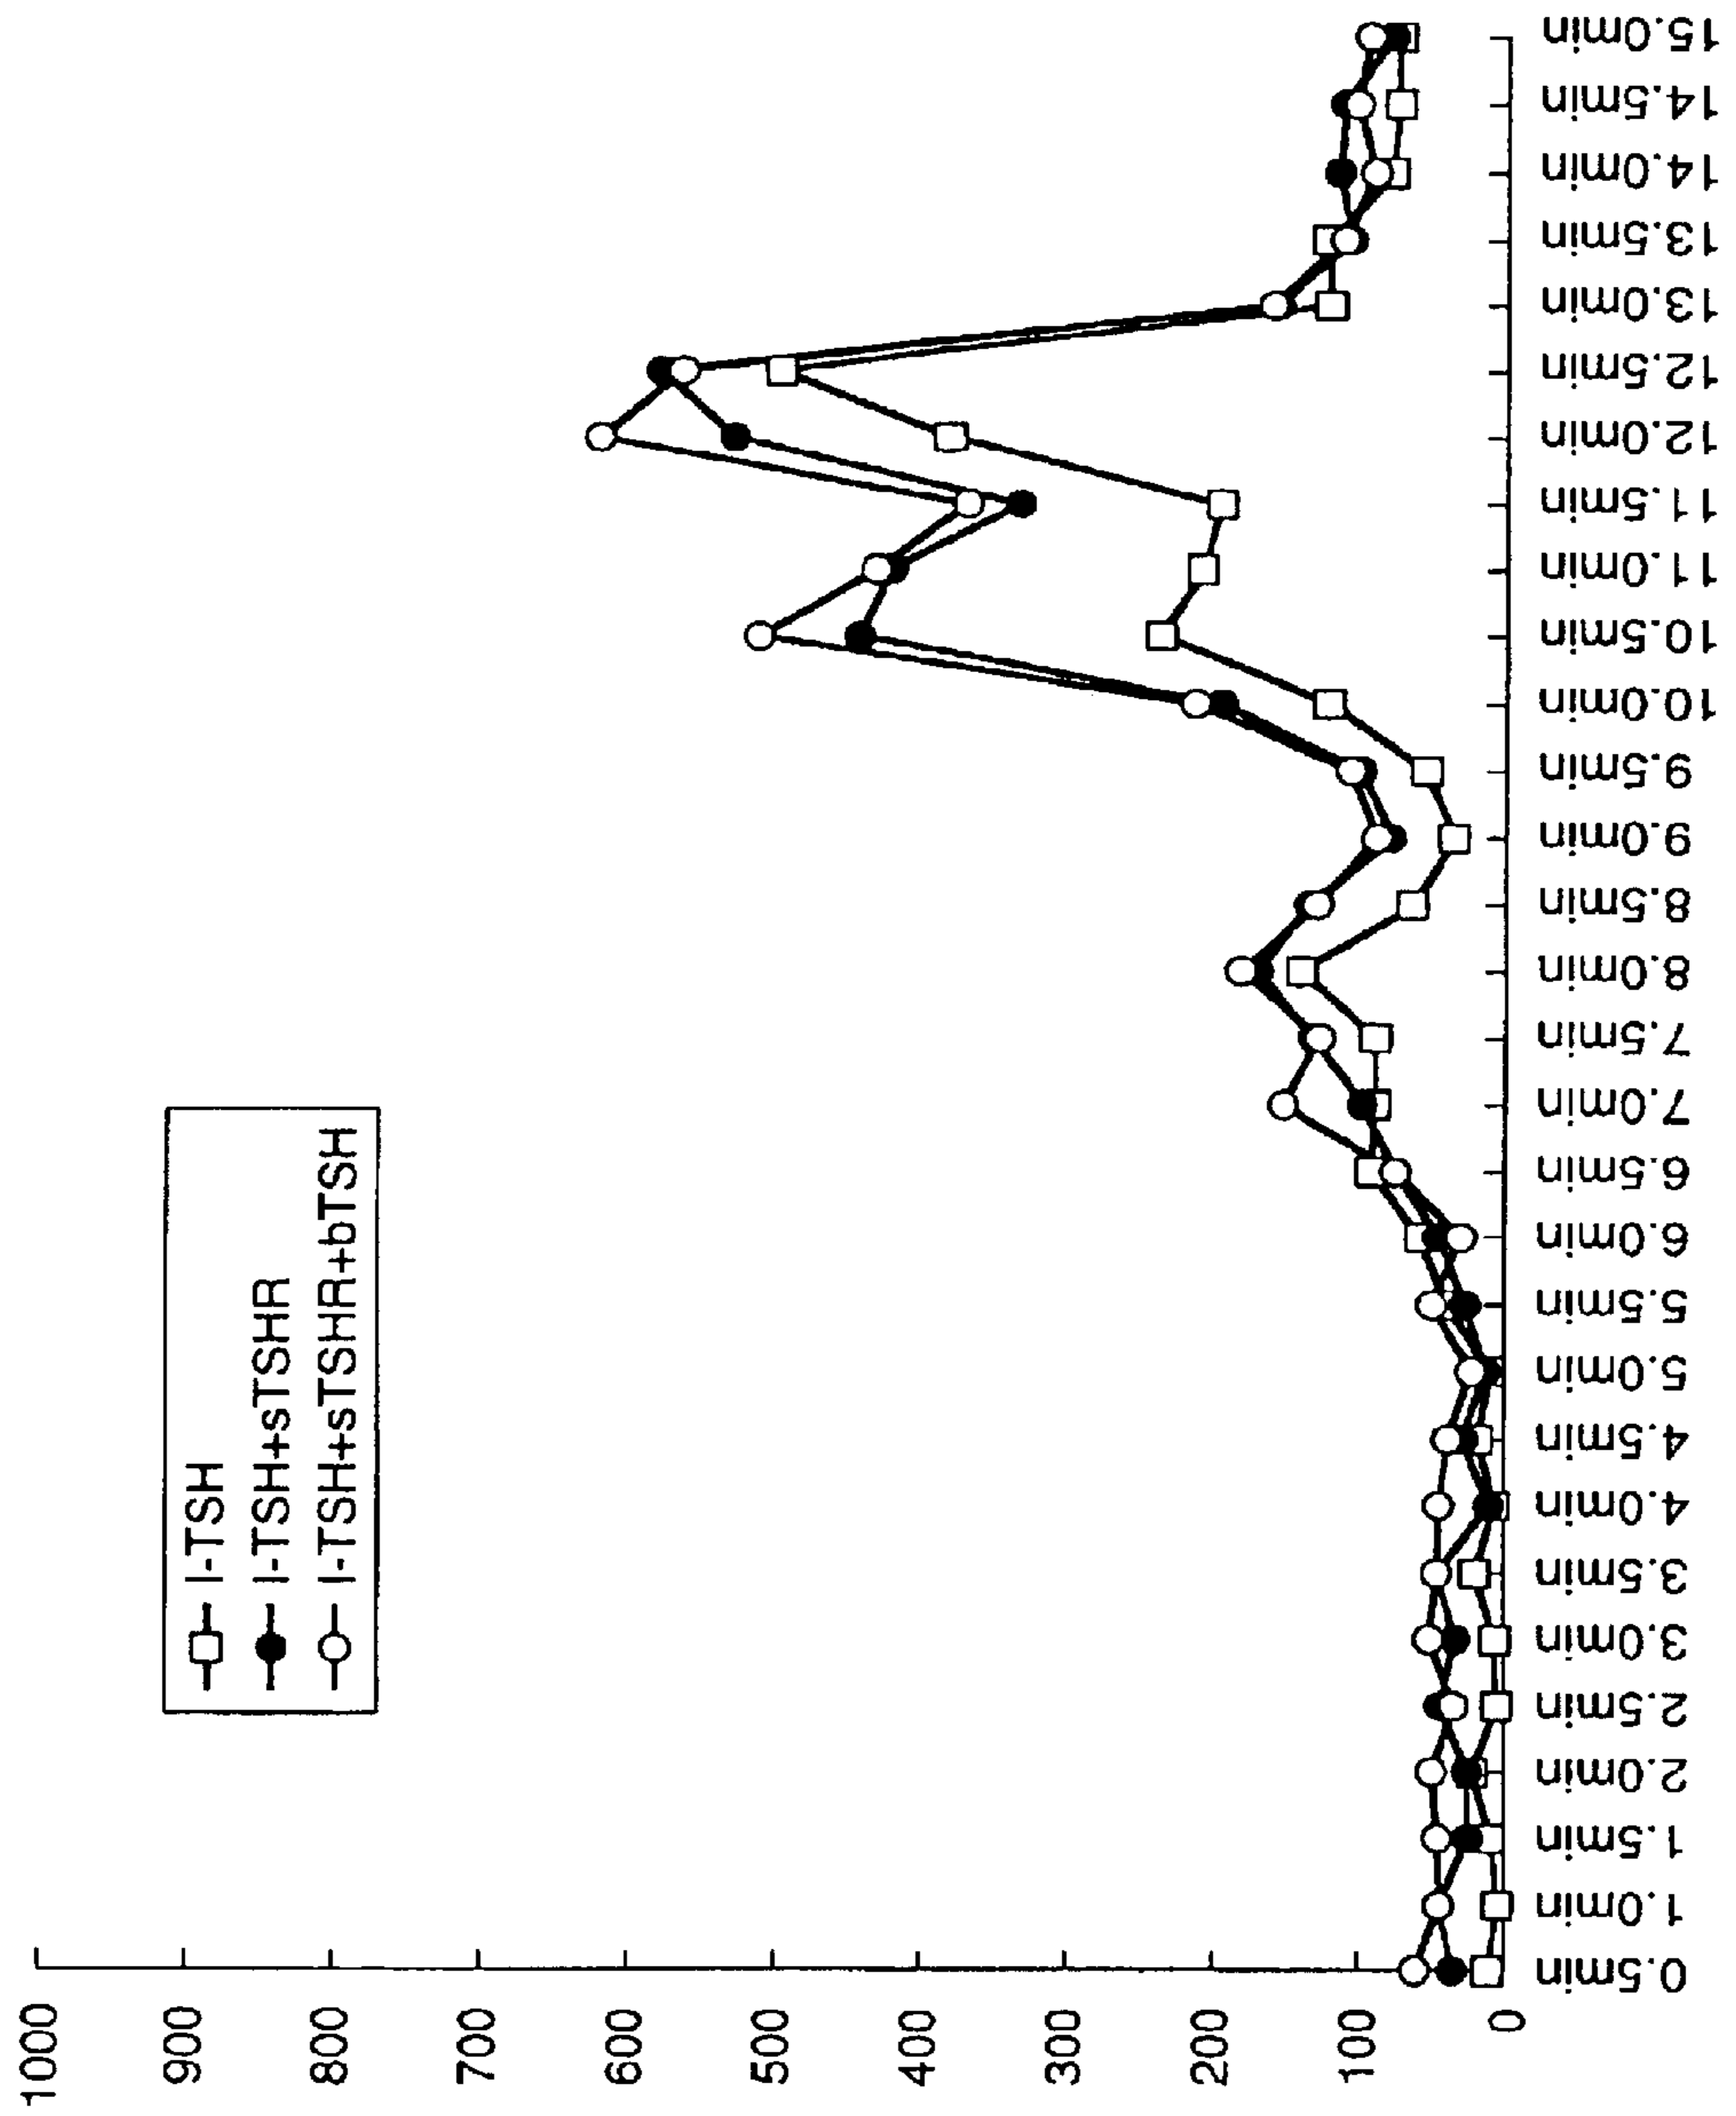 I-TSH
I-TSH+sTSHR
I-TSH+sTSHR+bTSH
1000
900
800
700
600
500
400
300
200
100
0
0.5min
1.0min
1.5min
2.0min
2.5min
3.0min
3.5min
4.0min
4.5min
5.0min
5.5min
6.0min
6.5min
7.0min
7.5min
8.0min
8.5min
9.0min
9.5min
10.0min
10.5min
11.0min
11.5min
12.0min
12.5min
13.0min
13.5min
14.0min
14.5min
15.0min